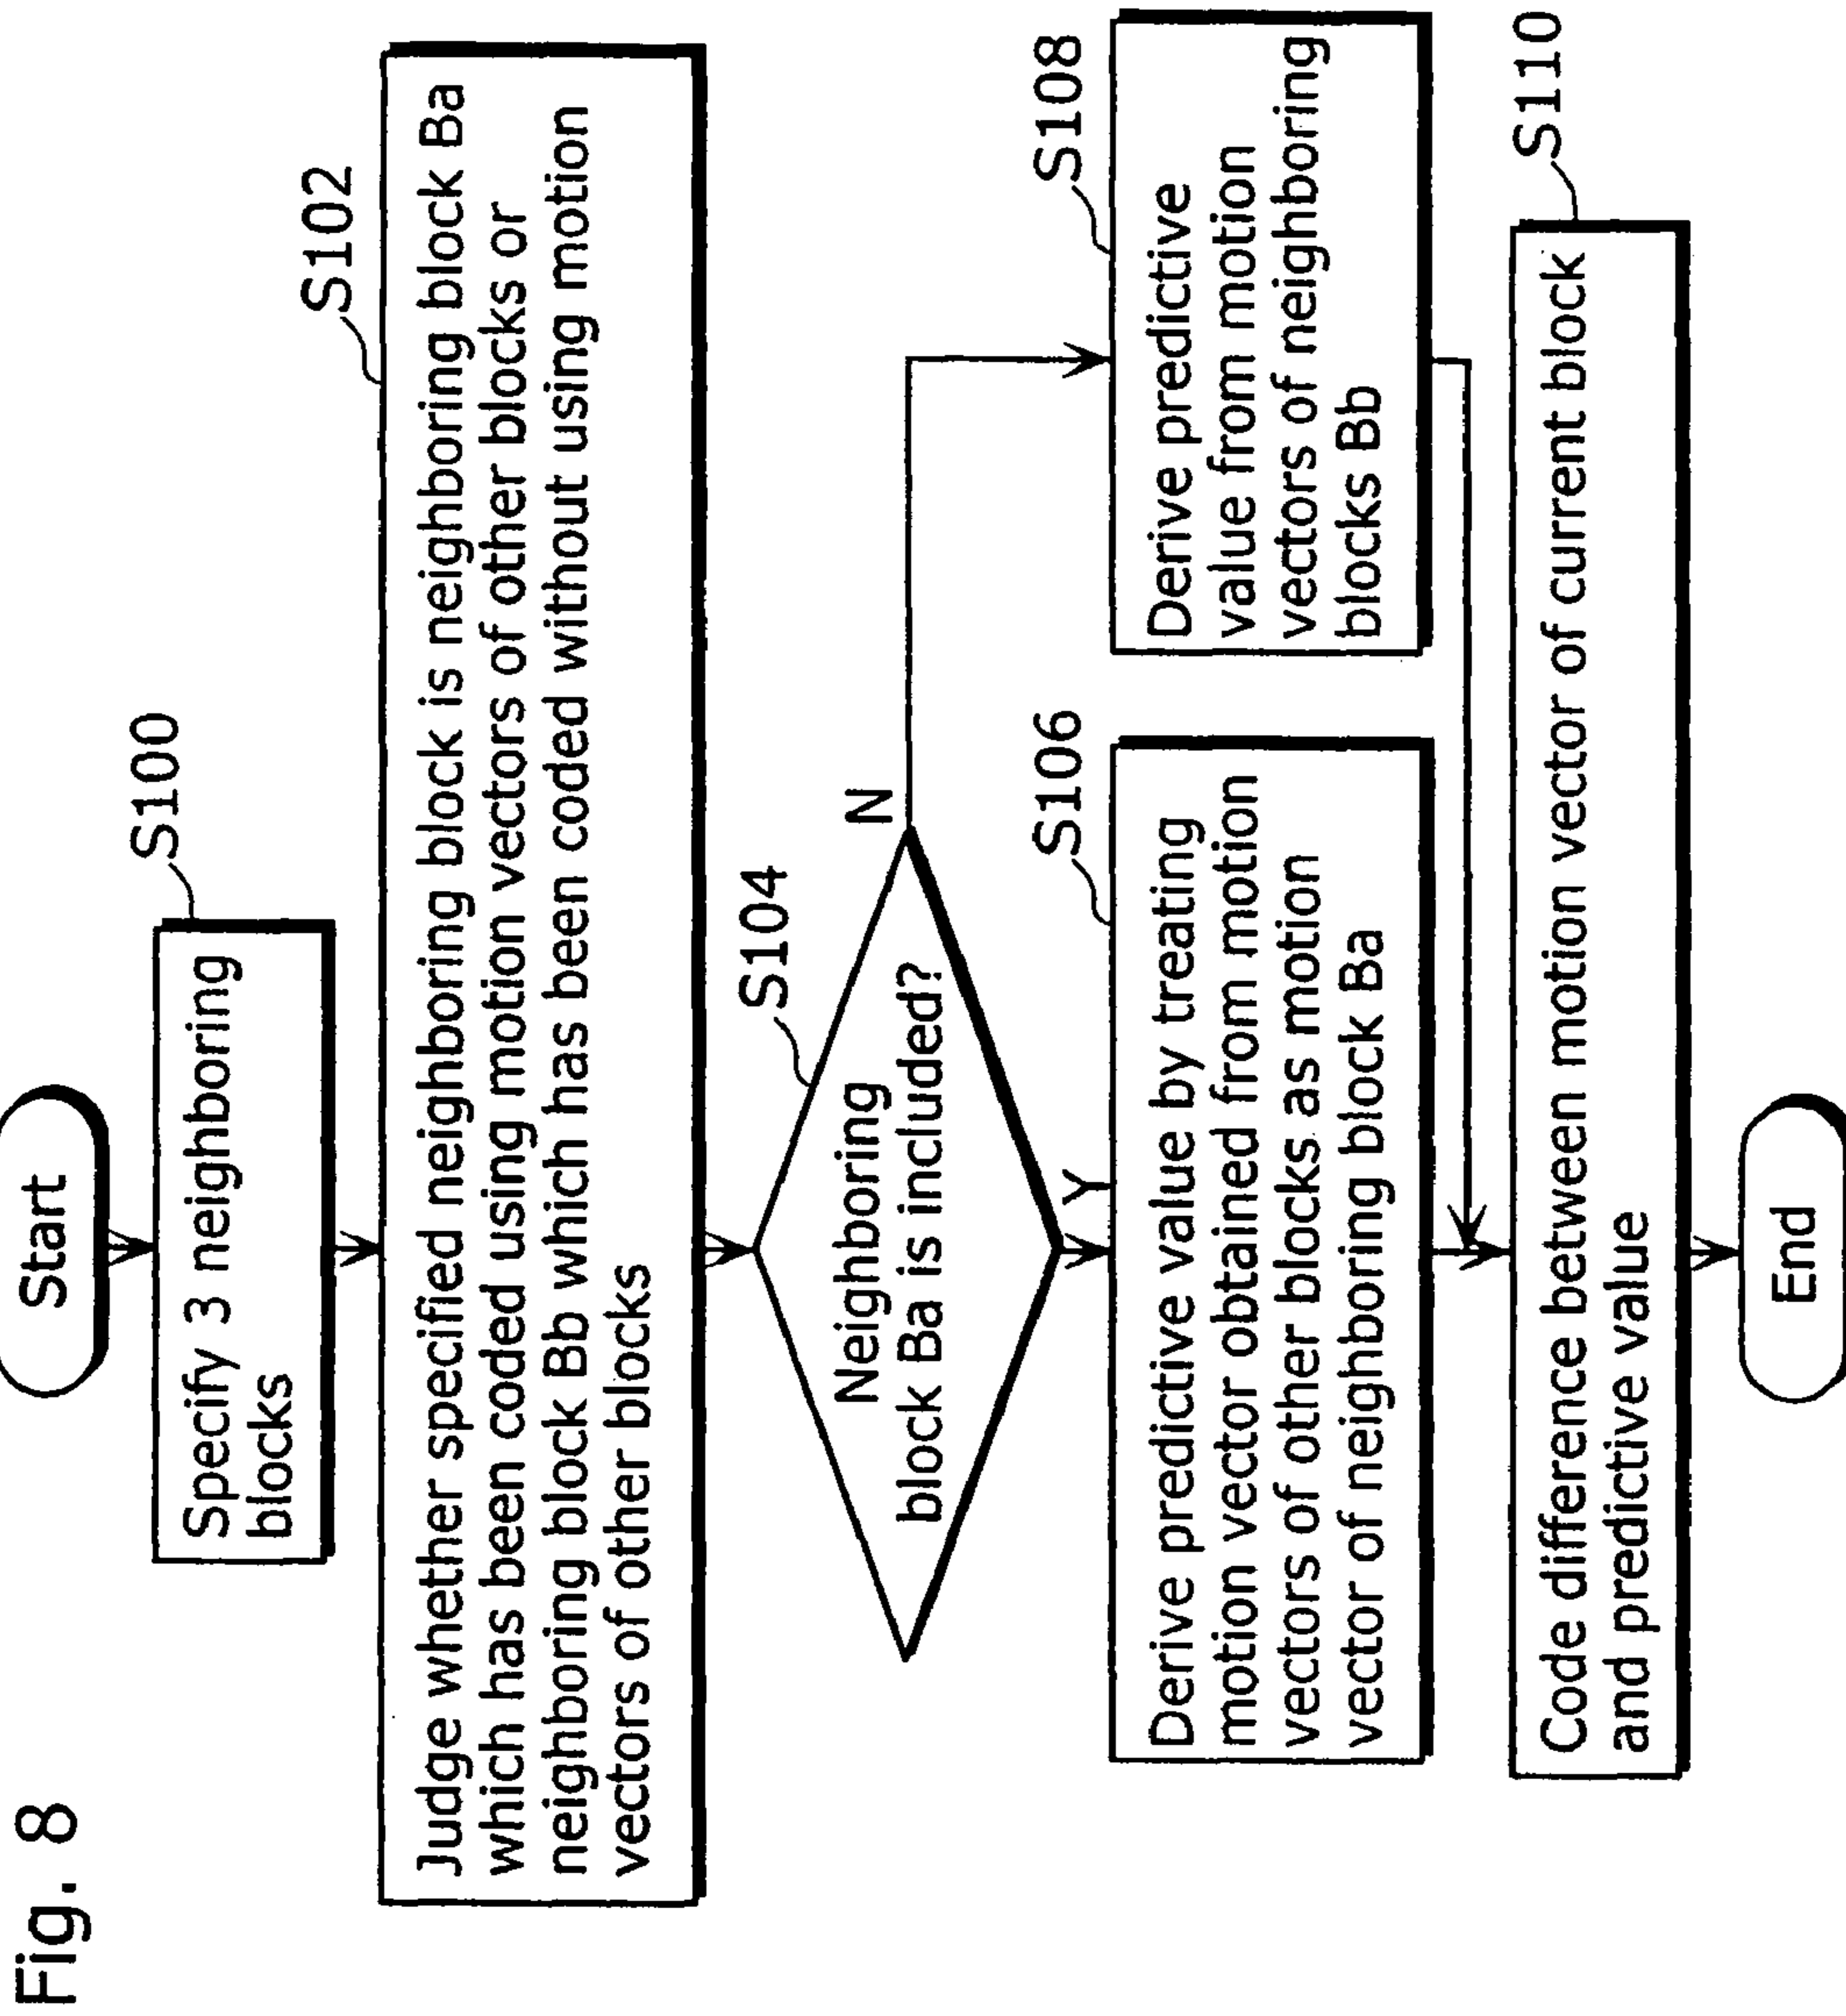 Fig. 8
Start
S100
Specify 3 neighboring
blocks
S102
Judge whether specified neighboring block is neighboring block Ba
which has been coded using motion vectors of other blocks or
neighboring block Bb which has been coded without using motion
vectors of other blocks
S104
Neighboring
block Ba is included?
N
Y
S106
Derive predictive value by treating
motion vector obtained from motion
vectors of other blocks as motion
vector of neighboring block Ba
S108
Derive predictive
value from motion
vectors of neighboring
blocks Bb
S110
Code difference between motion vector of current block
and predictive value
End